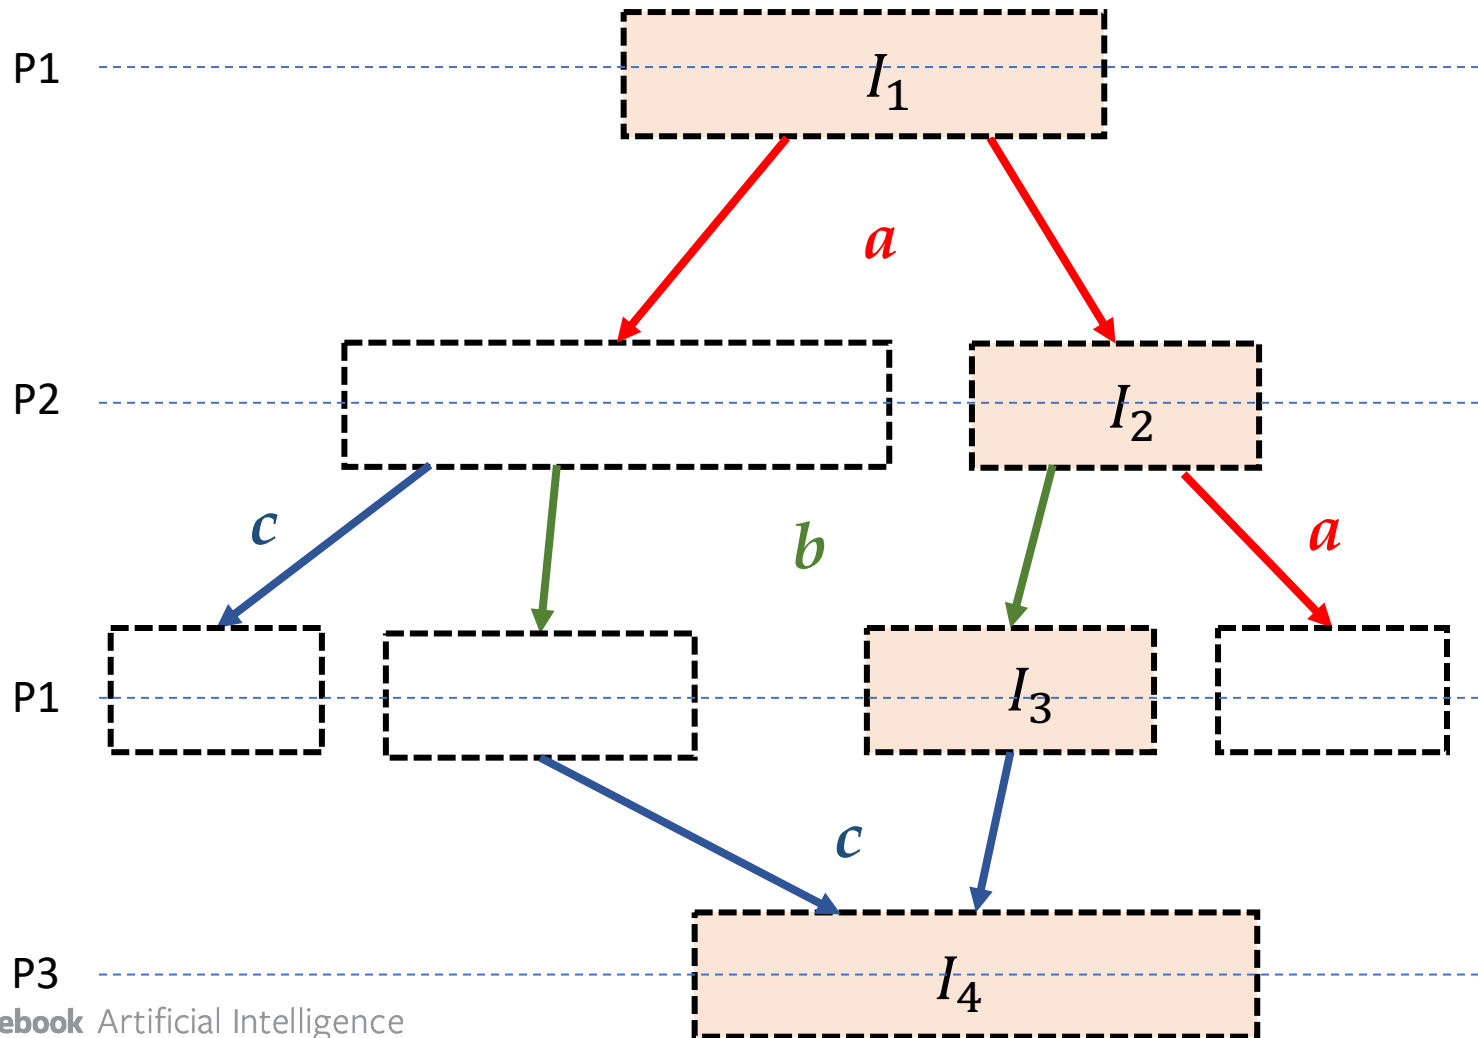 P1
I₁
a
P2
I₂
c
b
a
P1
I₃
c
P3
I₄
ebook Artificial Intelligence